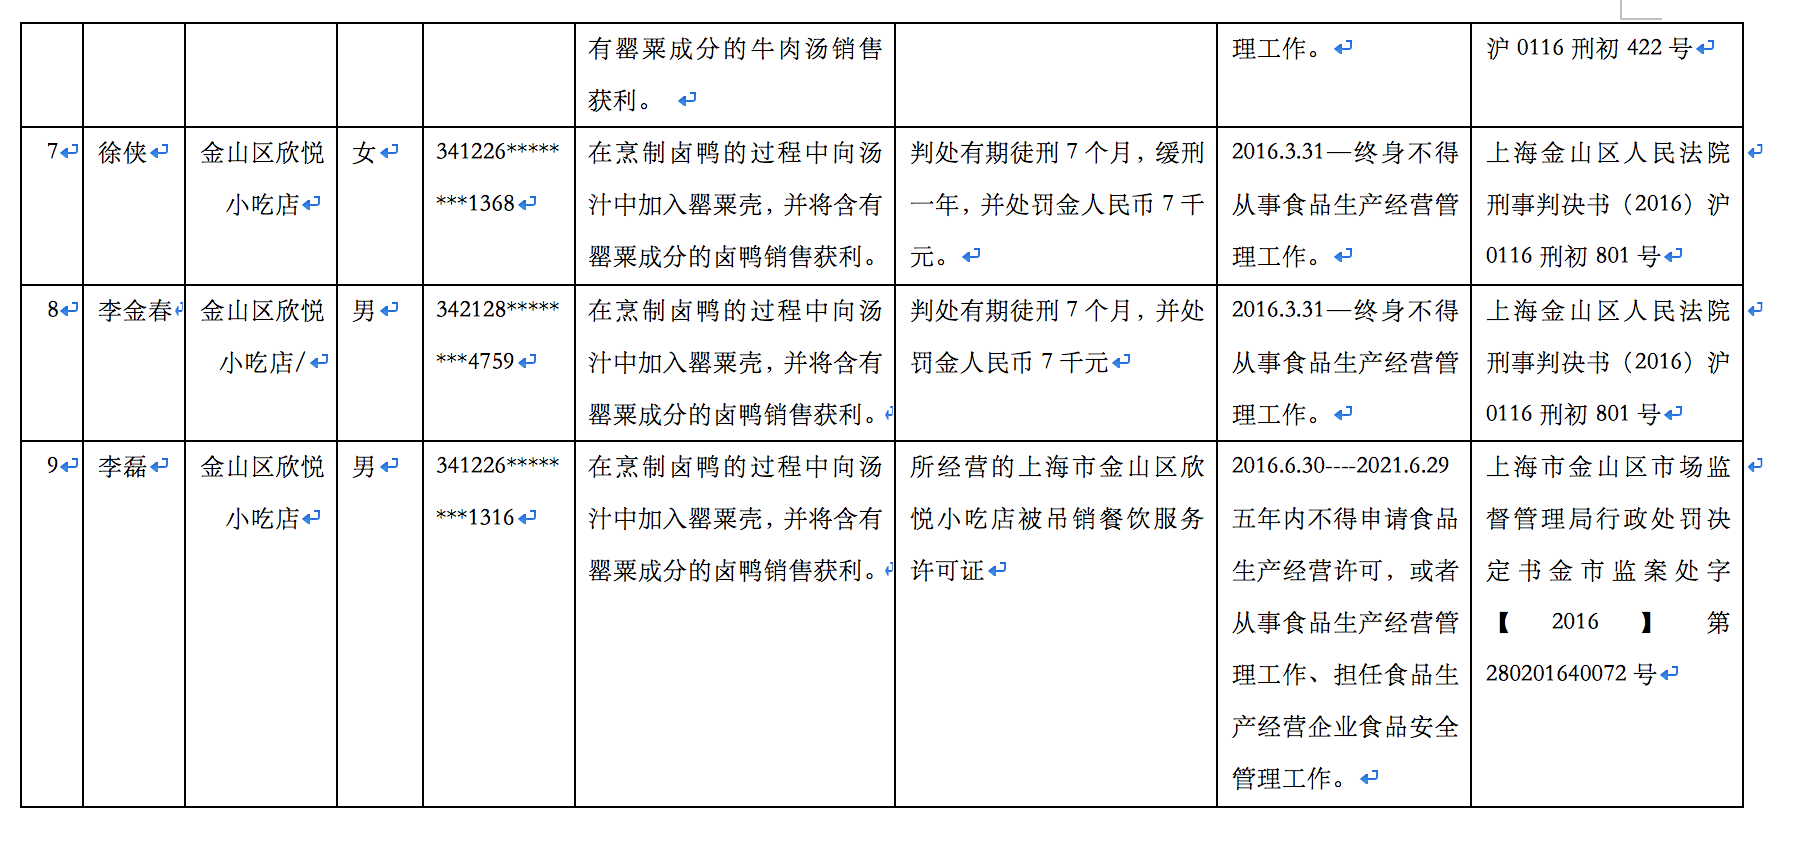 有罂粟成分的牛肉汤销售
获利。
理工作。
沪 0116 刑初 422 号
7
徐侠
金山区欣悦
小吃店
女
341226*****
***1368
在烹制卤鸭的过程中向汤
汁中加入罂粟壳，并将含有
罂粟成分的卤鸭销售获利。
判处有期徒刑 7 个月，缓刑
一年，并处罚金人民币 7 千
元。
2016.3.31—终身不得
从事食品生产经营管
理工作。
上海金山区人民法院
刑事判决书（2016）沪
0116 刑初 801 号
8
李金春
金山区欣悦
小吃店/
男
342128*****
***4759
在烹制卤鸭的过程中向汤
汁中加入罂粟壳，并将含有
罂粟成分的卤鸭销售获利。
判处有期徒刑 7 个月，并处
罚金人民币 7 千元
2016.3.31—终身不得
从事食品生产经营管
理工作。
上海金山区人民法院
刑事判决书（2016）沪
0116 刑初 801 号
9
李磊
金山区欣悦
小吃店
男
341226*****
***1316
在烹制卤鸭的过程中向汤
汁中加入罂粟壳，并将含有
罂粟成分的卤鸭销售获利。
所经营的上海市金山区欣
悦小吃店被吊销餐饮服务
许可证
2016.6.30----2021.6.29
五年内不得申请食品
生产经营许可，或者
从事食品生产经营管
理工作、担任食品生
产经营企业食品安全
管理工作。
上海市金山区市场监
督管理局行政处罚决
定书金市监案处字
【2016】第
280201640072 号